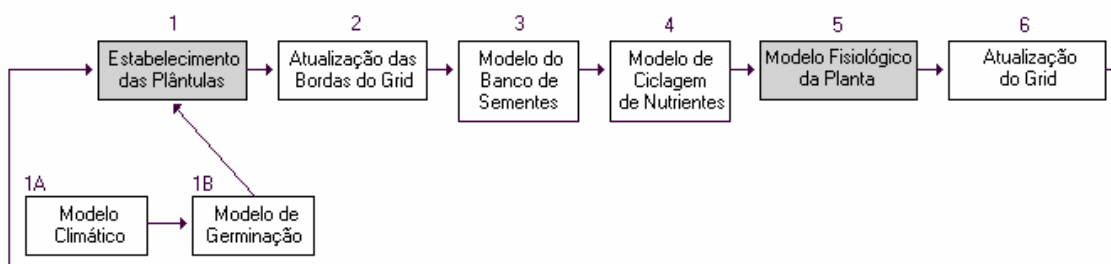 1
Estabelecimento
das Plântulas
2
Atualização das
Bordas do Grid
3
Modelo do
Banco de
Sementes
4
Modelo de
Ciclagem
de Nutrientes
5
Modelo Fisiológico
da Planta
6
Atualização
do Grid
1A
Modelo
Climático
1B
Modelo de
Germinação